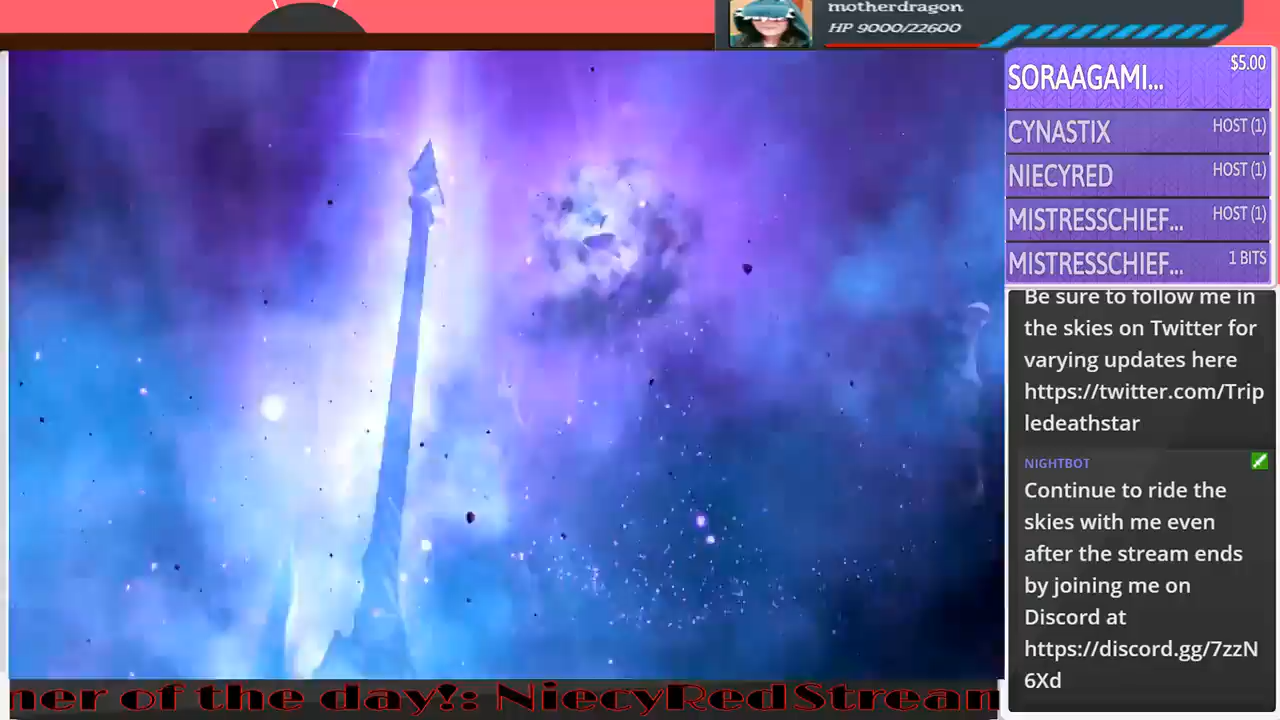 motherdragon
HP 9000/22600
SORAAGAMI... $5.00
CYNASTIX HOST (1)
NIECYRED HOST (1)
MISTRESSCHIEF... HOST (1)
MISTRESSCHIEF... 1 BITS
Be sure to follow me in
the skies on Twitter for
varying updates here
https://twitter.com/Trip
ledeathstar
NIGHTBOT
Continue to ride the
skies with me even
after the stream ends
by joining me on
Discord at
https://discord.gg/7zzN
6Xd
ner of the day!: NiecyRedStream